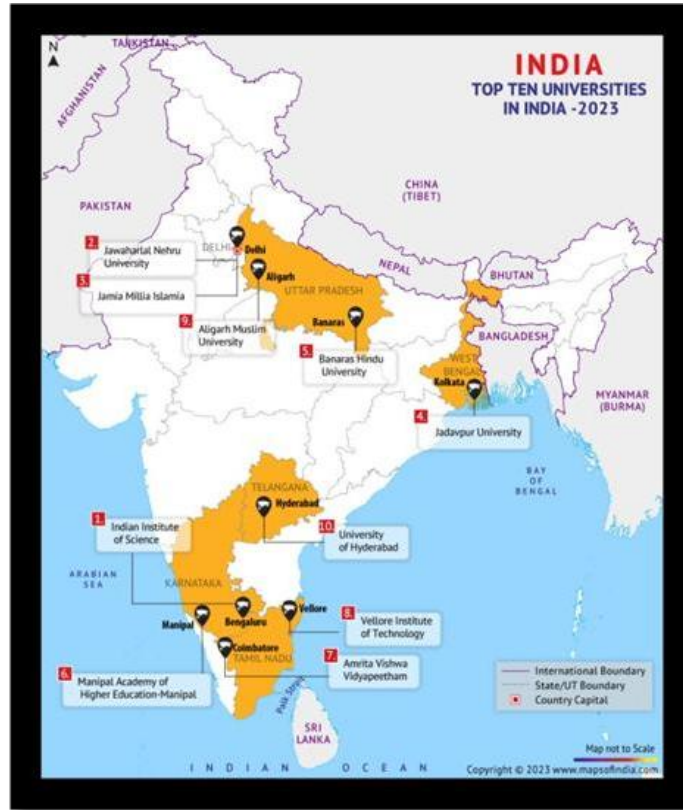 N
INDIA
TOP TEN UNIVERSITIES
IN INDIA -2023
TANKISTAN
AFGHANISTAN
PAKISTAN
CHINA
(TIBET)
NEPAL
BHUTAN
BANGLADESH
MYANMAR
(BURMA)
2.
Jawaharlal Nehru
University
DELHI
Delhi
3.
Jamia Millia Islamia
Aligarh
UTTAR PRADESH
9.
Aligarh Muslim
University
Banaras
5.
Banaras Hindu
University
WEST
BENGAL
Kolkata
4.
Jadavpur University
BAY
OF
BENGAL
TELANGANA
Hyderabad
1.
Indian Institute
of Science
10.
University
of Hyderabad
ARABIAN
SEA
KARNATAKA
Manipal
Bengaluru
Vellore
8.
Vellore Institute
of Technology
Coimbatore
TAMIL NADU
7.
Amrita Vishwa
Vidyapeetham
6.
Manipal Academy of
Higher Education-Manipal
Palk Strait
SRI
LANKA
INDIAN OCEAN
International Boundary
State/UT Boundary
Country Capital
Map not to Scale
Copyright © 2023 www.mapsofindia.com